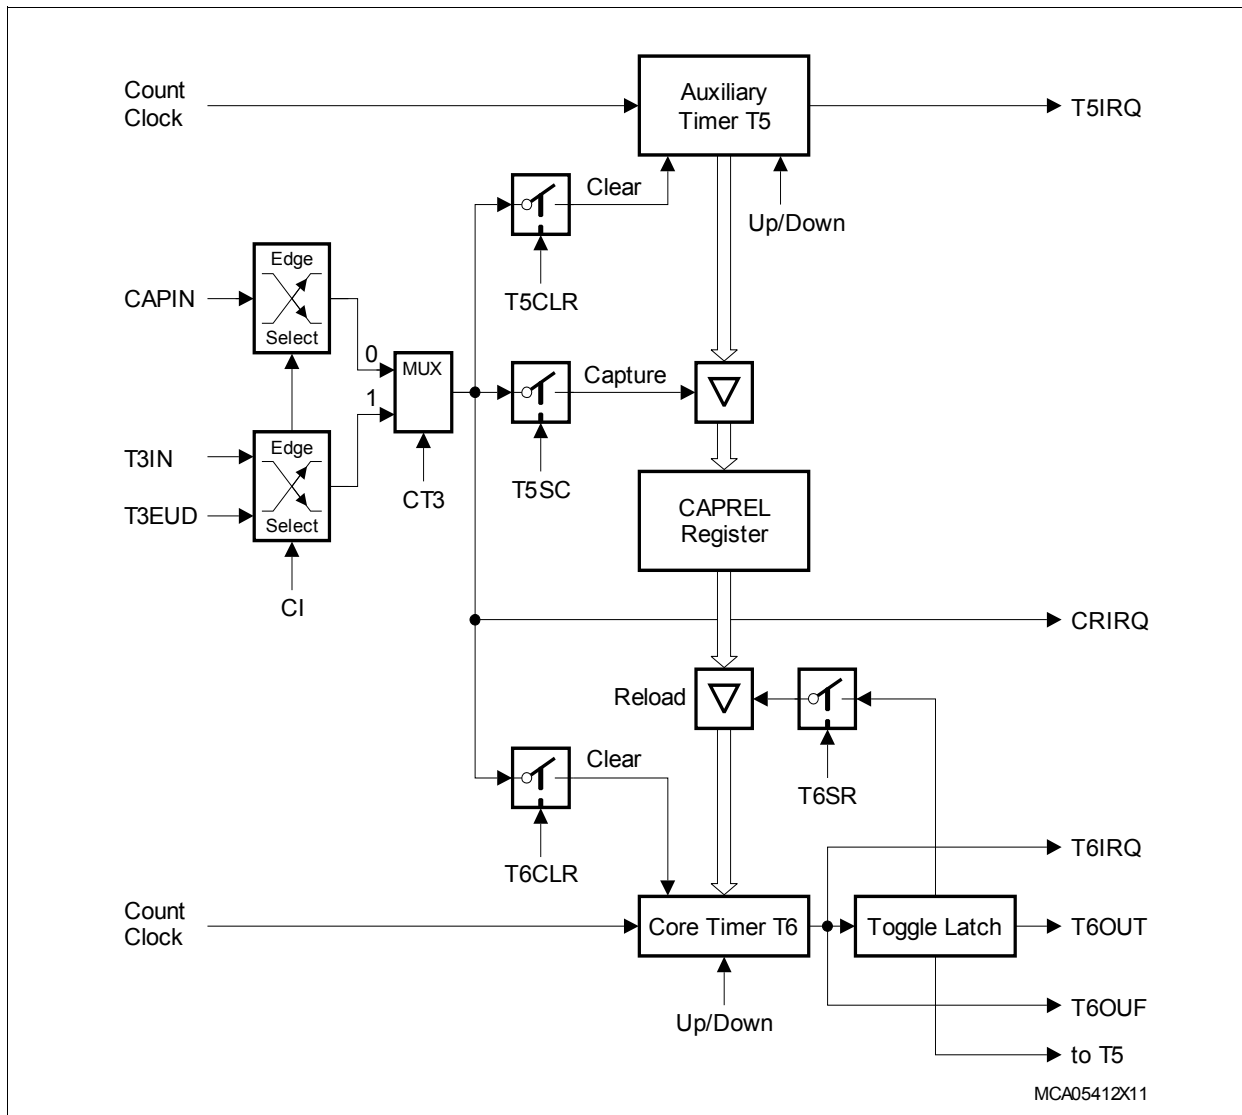 Count
Clock
Auxiliary
Timer T5
T5IRQ
Clear
Up/Down
Edge
Select
CAPIN
T5CLR
0
MUX
1
Capture
T3IN
T3EUD
Edge
Select
CT3
T5SC
CAPREL
Register
CI
CRIRQ
Reload
Clear
T6SR
T6CLR
T6IRQ
Count
Clock
Core Timer T6
Toggle Latch
T6OUT
Up/Down
T6OUF
to T5
MCA05412X11